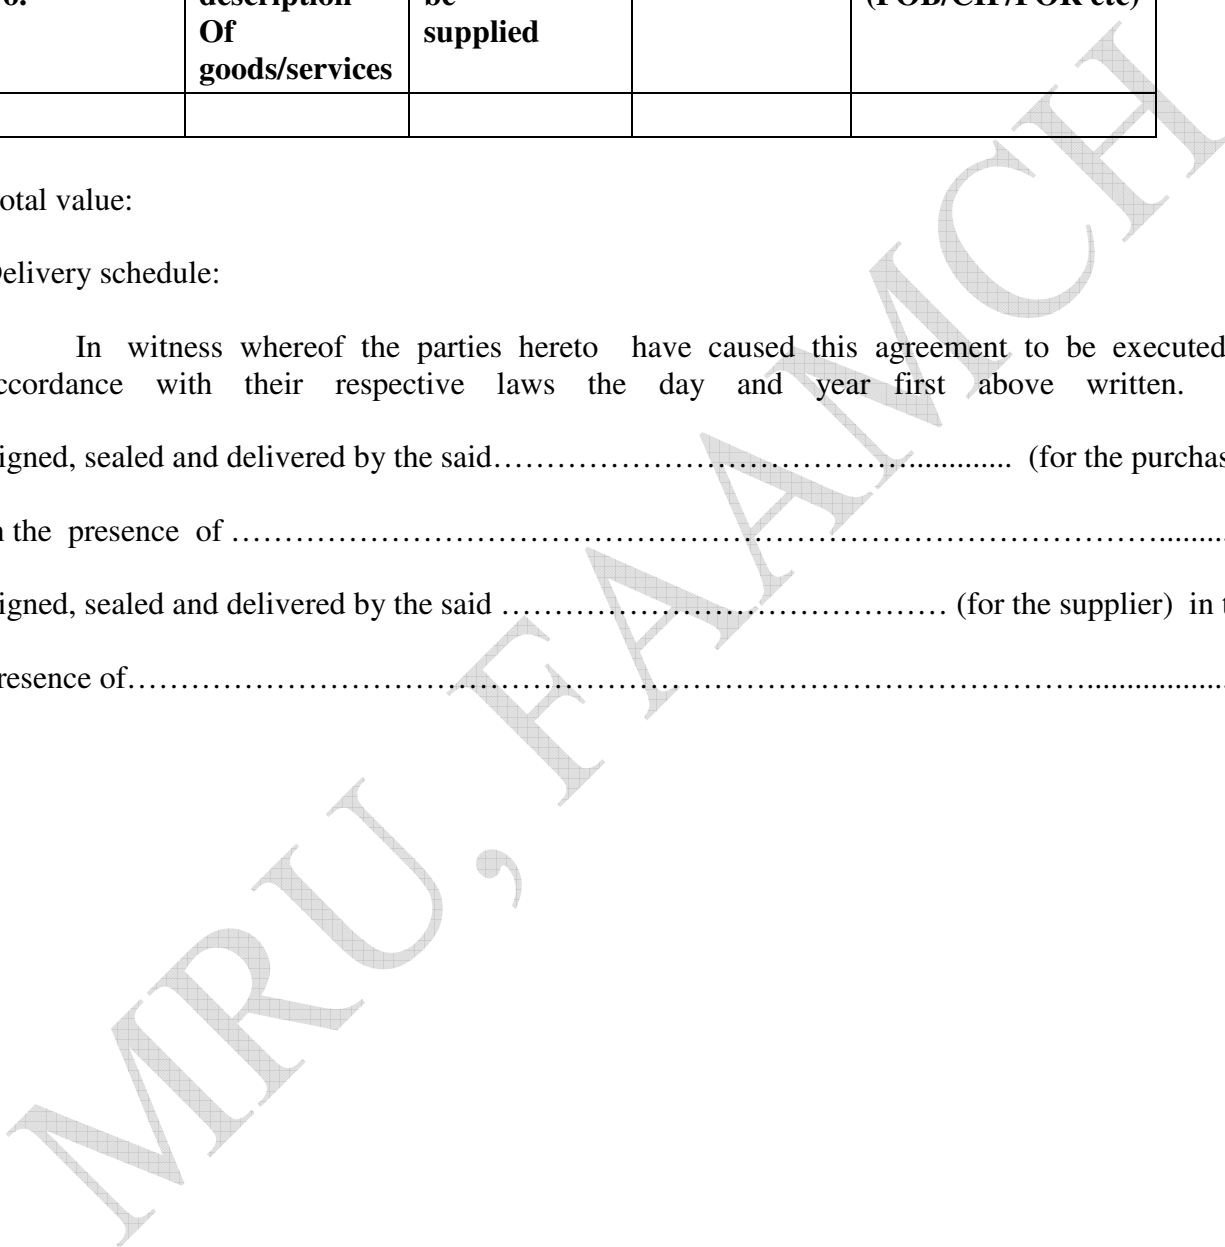 o. description be (FOB/CIF/FOR etc)
Of supplied
goods/services
otal value:
elivery schedule:
In witness whereof the parties hereto have caused this agreement to be executed
ccordance with their respective laws the day and year first above written.
igned, sealed and delivered by the said…………………………………............. (for the purchas
n the presence of ……………………………………………………………………………........
igned, sealed and delivered by the said …………………………………… (for the supplier) in t
resence of………………………………………………………………………………..................
MRU, FAAMCH